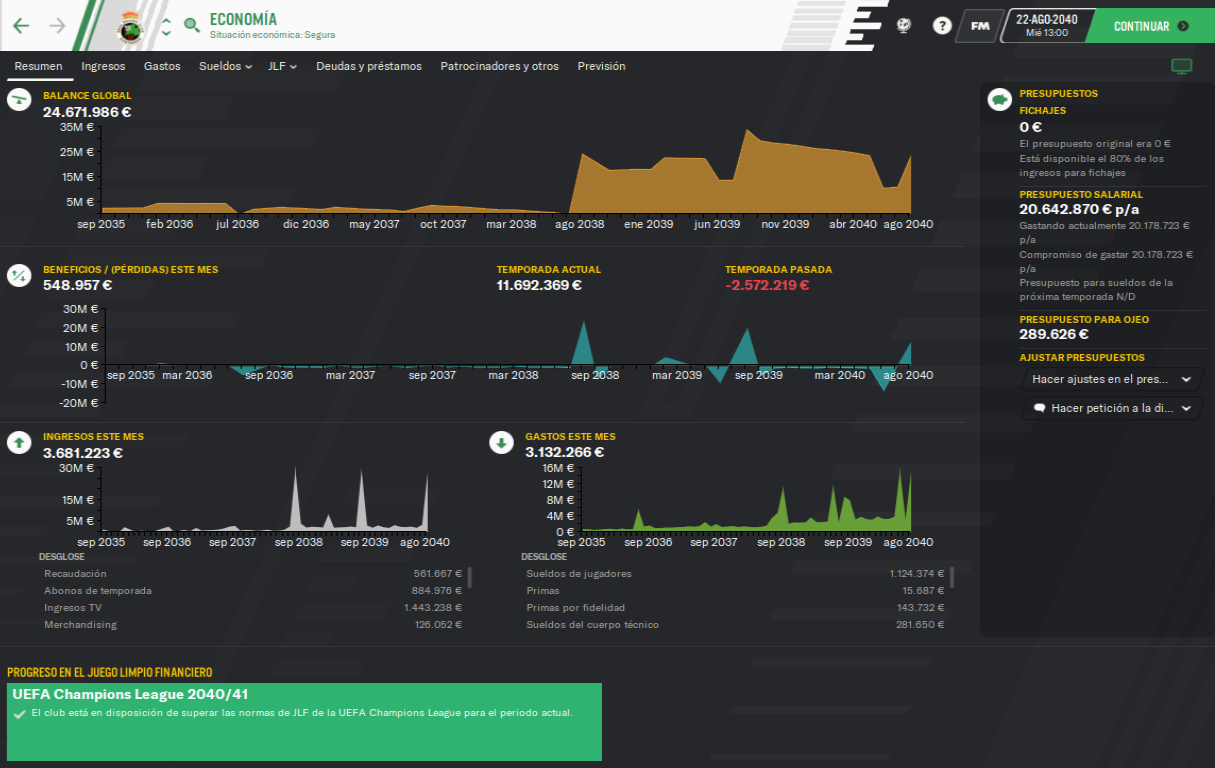 ECONOMÍA
Situación económica: Segura
?
FM
22-AGO-2040
Mié 13:00
CONTINUAR
Resumen
Ingresos
Gastos
Sueldos
JLF
Deudas y préstamos
Patrocinadores y otros
Previsión
BALANCE GLOBAL
24.671.986 €
35M €
25M €
15M €
5M €
sep 2035
feb 2036
jul 2036
dic 2036
may 2037
oct 2037
mar 2038
ago 2038
ene 2039
jun 2039
nov 2039
abr 2040
ago 2040
BENEFICIOS / (PÉRDIDAS) ESTE MES
548.957 €
TEMPORADA ACTUAL
11.692.369 €
TEMPORADA PASADA
-2.572.219 €
30M €
20M €
10M €
0 €
-10M €
-20M €
sep 2035
mar 2036
sep 2036
mar 2037
sep 2037
mar 2038
sep 2038
mar 2039
sep 2039
mar 2040
ago 2040
INGRESOS ESTE MES
3.681.223 €
30M €
15M €
5M €
sep 2035
sep 2036
sep 2037
sep 2038
sep 2039
ago 2040
DESGLOSE
Recaudación 561.667 €
Abonos de temporada 884.976 €
Ingresos TV 1.443.238 €
Merchandising 126.052 €
GASTOS ESTE MES
3.132.266 €
16M €
12M €
8M €
4M €
0 €
sep 2035
sep 2036
sep 2037
sep 2038
sep 2039
ago 2040
DESGLOSE
Sueldos de jugadores 1.124.374 €
Primas 15.687 €
Primas por fidelidad 143.732 €
Sueldos del cuerpo técnico 281.650 €
PRESUPUESTOS
FICHAJES
0 €
El presupuesto original era 0 €
Está disponible el 80% de los
ingresos para fichajes
PRESUPUESTO SALARIAL
20.642.870 € p/a
Gastando actualmente 20.178.723 €
p/a
Compromiso de gastar 20.178.723 €
p/a
Presupuesto para sueldos de la
próxima temporada N/D
PRESUPUESTO PARA OJEO
289.626 €
AJUSTAR PRESUPUESTOS
Hacer ajustes en el pres...
Hacer petición a la di...
PROGRESO EN EL JUEGO LIMPIO FINANCIERO
UEFA Champions League 2040/41
El club está en disposición de superar las normas de JLF de la UEFA Champions League para el periodo actual.